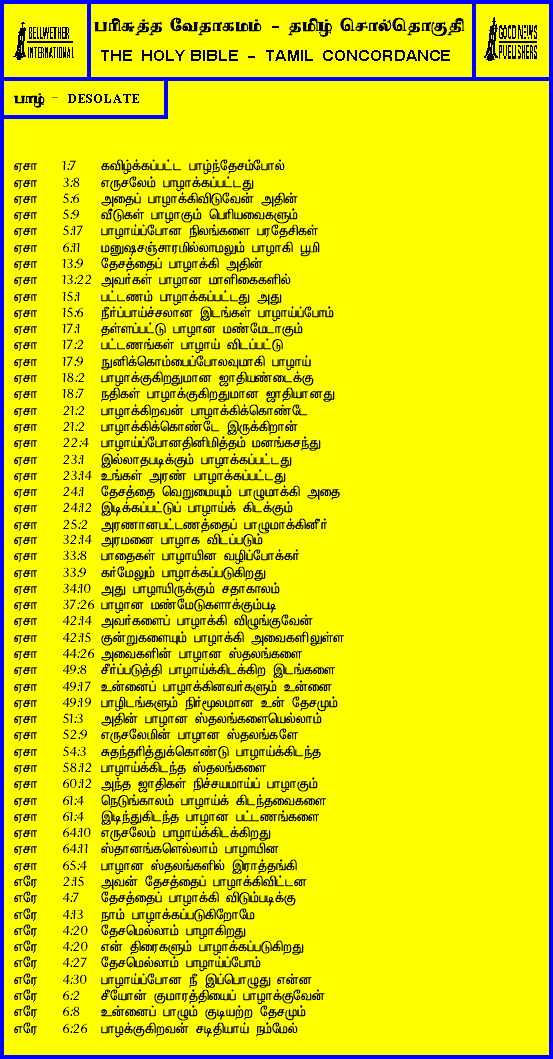 BELLWETHER
INTERNATIONAL
பரிசுத்த வேதாகமம் - தமிழ் சொல்தொகுதி
THE HOLY BIBLE - TAMIL CONCORDANCE
GOOD NEWS
PUBLISHERS
பாழ் - DESOLATE
ஏசா 1:7 கவிழ்க்கப்பட்ட பாழ்ந்தேசம்போல்
ஏசா 3:8 எருசலேம் பாழாக்கப்பட்டது
ஏசா 5:6 அதைப் பாழாக்கிவிடுவேன் அதின்
ஏசா 5:9 வீடுகள் பாழாகும் பெரியவைகளும்
ஏசா 5:17 பாழாய்ப்போன நிலங்களை பரதேசிகள்
ஏசா 6:11 மனுஷசஞ்சாரமில்லாமலும் பாழாகி பூமி
ஏசா 13:9 தேசத்தைப் பாழாக்கி அதின்
ஏசா 13:22 அவர்கள் பாழான மாளிகைகளில்
ஏசா 15:1 பட்டணம் பாழாக்கப்பட்டது அது
ஏசா 15:6 நீர்ப்பாய்ச்சலான இடங்கள் பாழாய்ப்போம்
ஏசா 17:1 தள்ளப்பட்டு பாழான மண்மேடாகும்
ஏசா 17:2 பட்டணங்கள் பாழாய் விடப்பட்டு
ஏசா 17:9 நுனிக்கொம்பைப்போலவுமாகி பாழாய்
ஏசா 18:2 பாழாக்குகிறதுமான ஜாதியண்டைக்கு
ஏசா 18:7 நதிகள் பாழாக்குகிறதுமான ஜாதியானது
ஏசா 21:2 பாழாக்கிறவன் பாழாக்கிக்கொண்டே
ஏசா 21:2 பாழாக்கிக்கொண்டே இருக்கிறான்
ஏசா 22:4 பாழாய்ப்போனதினிமித்தம் மனங்கசந்து
ஏசா 23:1 இல்லாதபடிக்கும் பாழாக்கப்பட்டது
ஏசா 23:14 உங்கள் அரண் பாழாக்கப்பட்டது
ஏசா 24:1 தேசத்தை வெறுமையும் பாழுமாக்கி அதை
ஏசா 24:12 இடிக்கப்பட்டுப் பாழாய்க் கிடக்கும்
ஏசா 25:2 அரணானபட்டணத்தைப் பாழுமாக்கினீர்
ஏசா 32:14 அரமனை பாழாக விடப்படும்
ஏசா 33:8 பாதைகள் பாழாயின வழிப்போக்கர்
ஏசா 33:9 கர்மேலும் பாழாக்கப்படுகிறது
ஏசா 34:10 அது பாழாயிருக்கும் சதாகாலம்
ஏசா 37:26 பாழான மண்மேடுகளாக்கும்படி
ஏசா 42:14 அவர்களைப் பாழாக்கி விழுங்குவேன்
ஏசா 42:15 குன்றுகளையும் பாழாக்கி அவைகளிலுள்ள
ஏசா 44:26 அவைகளின் பாழான ஸ்தலங்களை
ஏசா 49:8 சீர்ப்படுத்தி பாழாய்க்கிடக்கிற இடங்களை
ஏசா 49:17 உன்னைப் பாழாக்கினவர்களும் உன்னை
ஏசா 49:19 பாழிடங்களும் நிர்மூலமான உன் தேசமும்
ஏசா 51:3 அதின் பாழான ஸ்தலங்களையெல்லாம்
ஏசா 52:9 எருசலேமின் பாழான ஸ்தலங்களே
ஏசா 54:3 சுதந்தரித்துக்கொண்டு பாழாய்க்கிடந்த
ஏசா 58:12 பாழாய்க்கிடந்த ஸ்தலங்களை
ஏசா 60:12 அந்த ஜாதிகள் நிச்சயமாய்ப் பாழாகும்
ஏசா 61:4 நெடுங்காலம் பாழாய்க் கிடந்தவைகளை
ஏசா 61:4 இடிந்துகிடந்த பாழான பட்டணங்களை
ஏசா 64:10 எருசலேம் பாழாய்க்கிடக்கிறது
ஏசா 64:11 ஸ்தானங்களெல்லாம் பாழாயின
ஏசா 65:4 பாழான ஸ்தலங்களில் இராத்தங்கி
எரே 2:15 அவன் தேசத்தைப் பாழாக்கிவிட்டன
எரே 4:7 தேசத்தைப் பாழாக்கி விடும்படிக்கு
எரே 4:13 நாம் பாழாக்கப்படுகிறோமே
எரே 4:20 தேசமெல்லாம் பாழாகிறது
எரே 4:20 என் திரைகளும் பாழாக்கப்படுகிறது
எரே 4:27 தேசமெல்லாம் பாழாய்ப்போம்
எரே 4:30 பாழாய்ப்போன நீ இப்பொழுது என்ன
எரே 6:2 சீயோன் குமாரத்தியைப் பாழாக்குவேன்
எரே 6:8 உன்னைப் பாழும் குடியற்ற தேசமும்
எரே 6:26 பாழக்குகிறவன் சடிதியாய் நம்மேல்